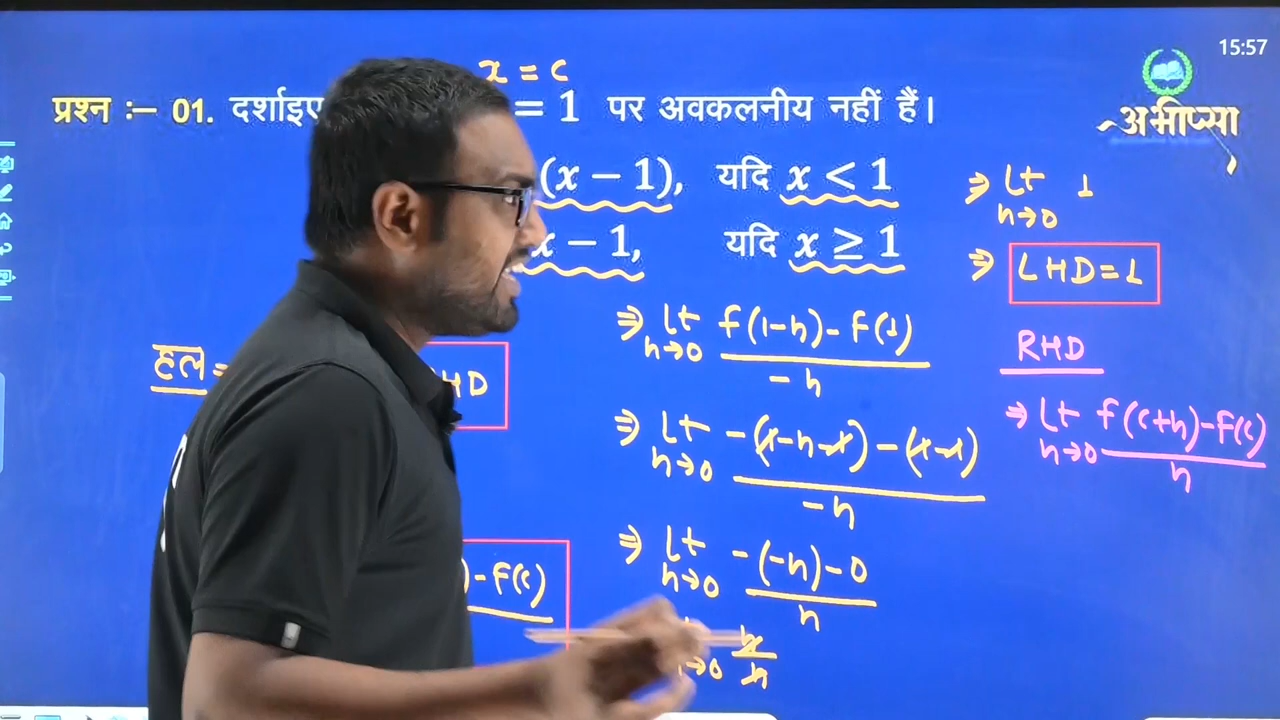 15:57
x = c
प्रश्न :- 01. दर्शाइए = 1 पर अवकलनीय नहीं हैं।
अभीप्सा
(x − 1), यदि x < 1
x − 1, यदि x ≥ 1
हल =
HD
) - f(c)
⇒ Lt h→0 f(1-h) - f(1) / -h
⇒ Lt h→0 -(1-h-1) - (1-1) / -h
⇒ Lt h→0 -(-h) - 0 / h
→0 h / h
⇒ Lt h→0 1
⇒ LHD = 1
RHD
⇒ Lt h→0 f(c+h) - f(c) / h